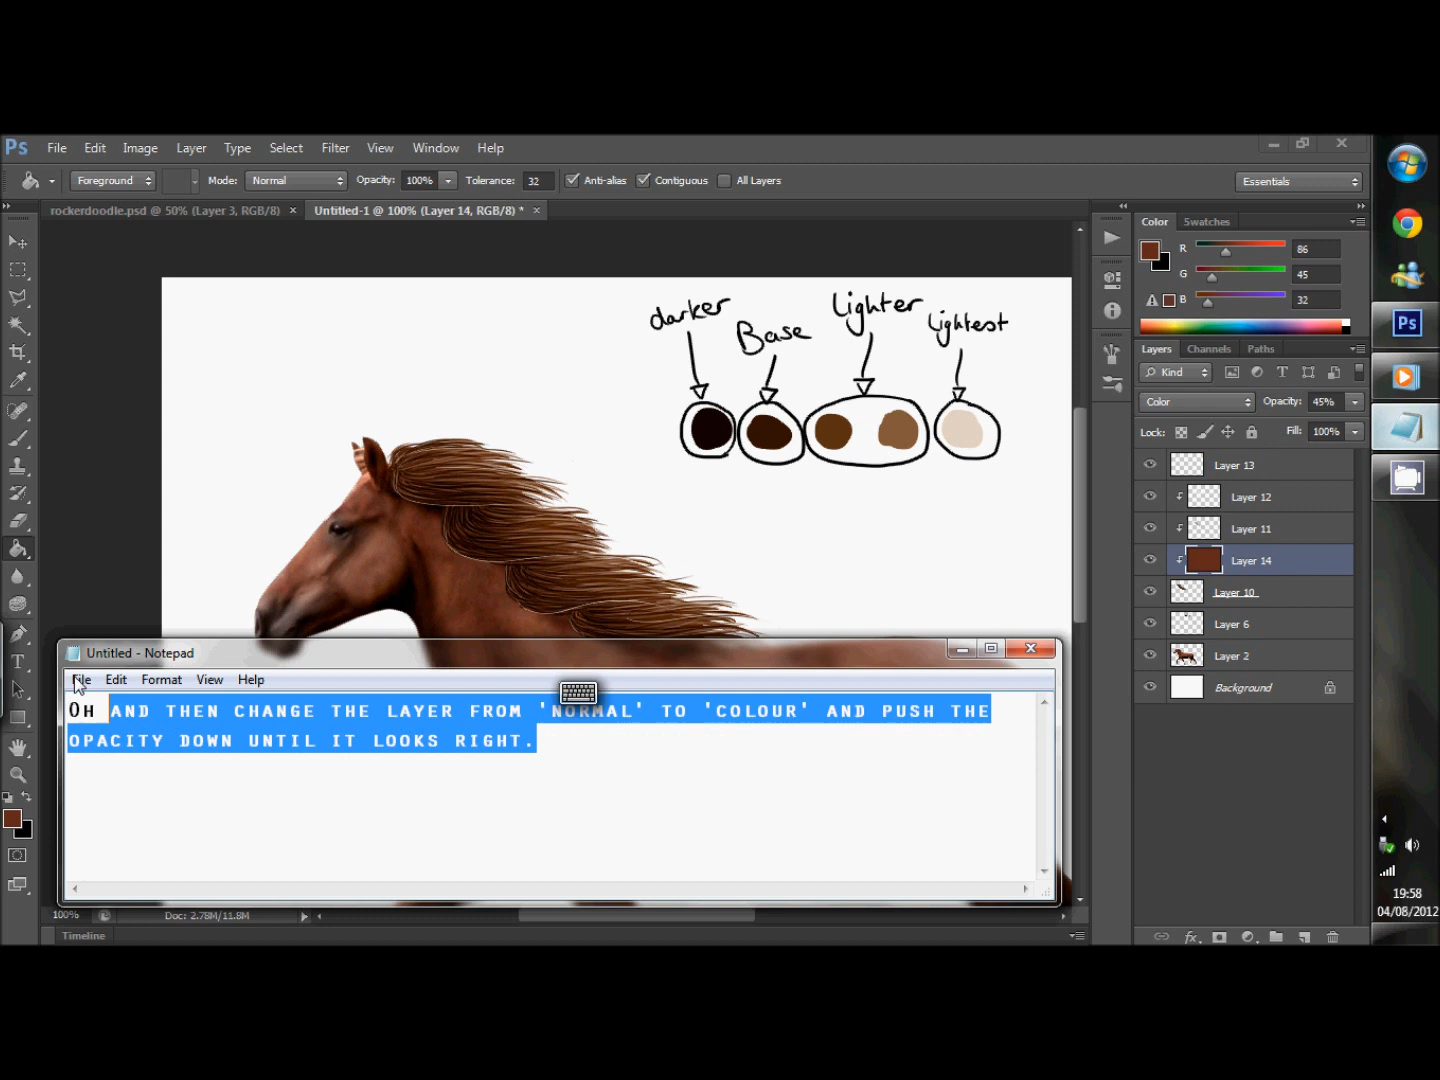 Ps File Edit Image Layer Type Select Filter View Window Help
Foreground Mode: Normal Opacity: 100% Tolerance: 32 Anti-alias Contiguous All Layers Essentials
rockerdoodle.psd @ 50% (Layer 3, RGB/8) × Untitled-1 @ 100% (Layer 14, RGB/8) * ×
Color Swatches
R 86
G 45
B 32
darker Base Lighter Lightest
Ps
Layers Channels Paths
Kind
Color Opacity: 45%
Lock: Fill: 100%
Layer 13
Layer 12
Layer 11
Layer 14
Layer 10
Layer 6
Layer 2
Background
Untitled - Notepad
File Edit Format View Help
Oh and then change the layer from 'normal' to 'colour' and push the
opacity down until it looks right.
100% Doc: 2.78M/11.8M
Timeline
19:58
04/08/2012